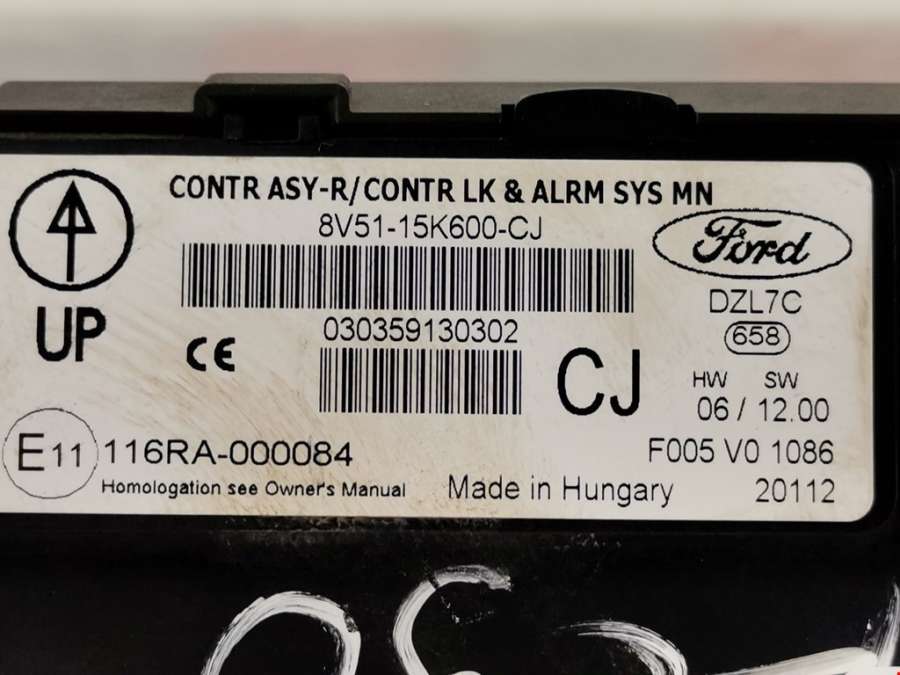 CONTR ASY-R/CONTR LK & ALRM SYS MN
8V51-15K600-CJ
Ford
UP
CE
030359130302
CJ
DZL7C
658
HW SW
06 / 12.00
E11 116RA-000084
Homologation see Owner's Manual
F005 V0 1086
Made in Hungary
20112